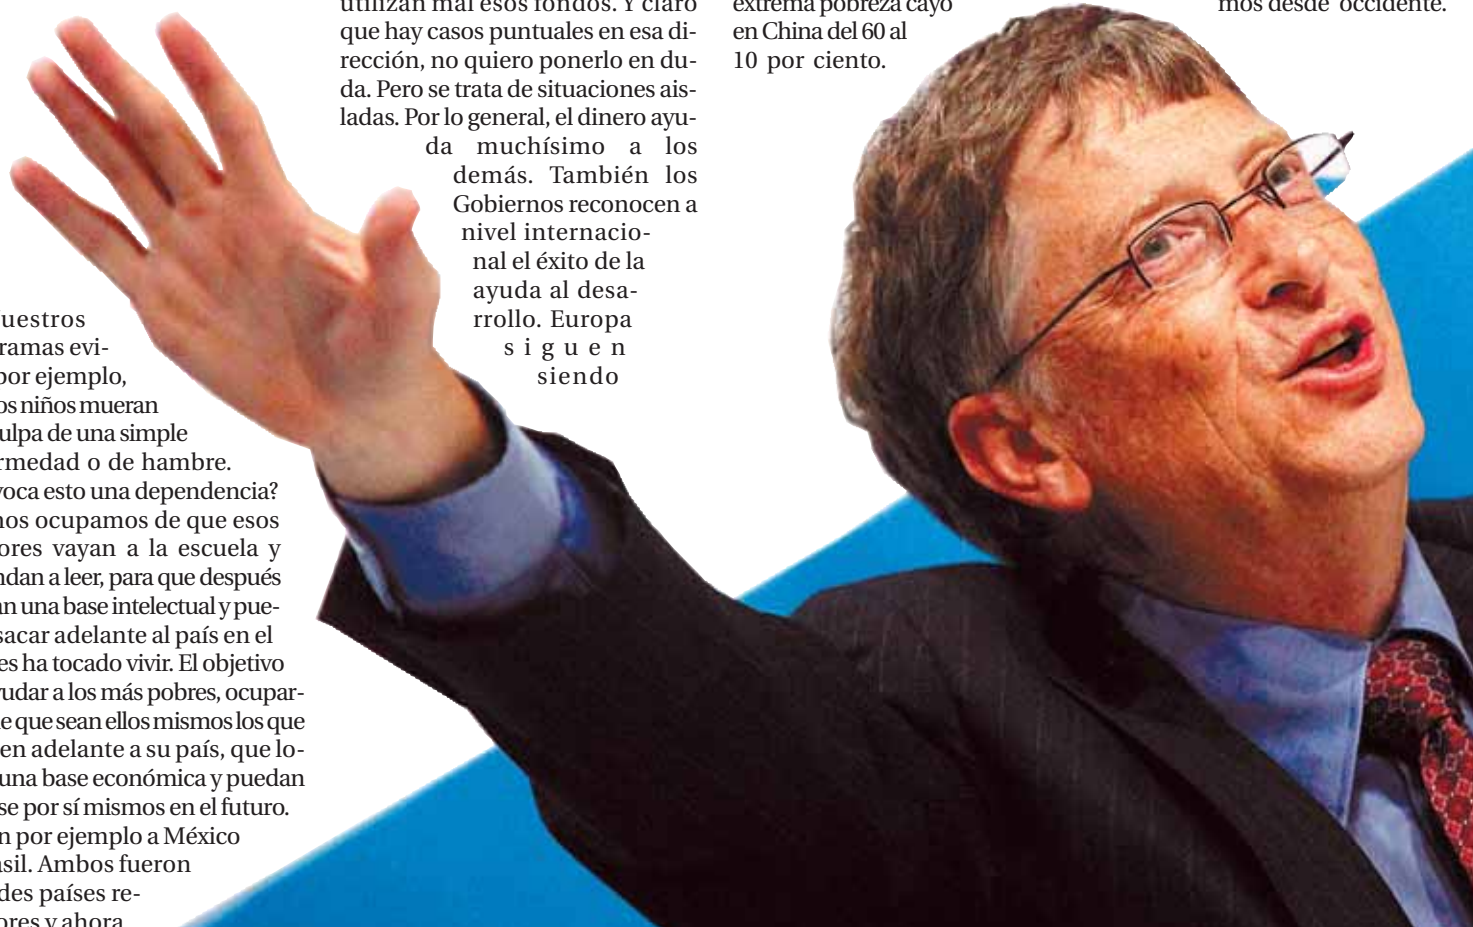 uestros
ramas evi-
por ejemplo,
os niños mueran
ulpa de una simple
rmedad o de hambre.
voca esto una dependencia?
nos ocupamos de que esos
ores vayan a la escuela y
ndan a leer, para que después
an una base intelectual y pue-
sacar adelante al país en el
es ha tocado vivir. El objetivo
udar a los más pobres, ocupar-
e que sean ellos mismos los que
en adelante a su país, que lo-
una base económica y puedan
se por sí mismos en el futuro.
n por ejemplo a México
asil. Ambos fueron
des países re-
ores y ahora
utilizan mal esos fondos. Y claro
que hay casos puntuales en esa di-
rección, no quiero ponerlo en du-
da. Pero se trata de situaciones ais-
ladas. Por lo general, el dinero ayu-
da muchísimo a los
demás. También los
Gobiernos reconocen a
nivel internacio-
nal el éxito de la
ayuda al desa-
rrollo. Europa
siguen
siendo
extrema pobreza cayó
en China del 60 al
10 por ciento.
mos desde occidente.